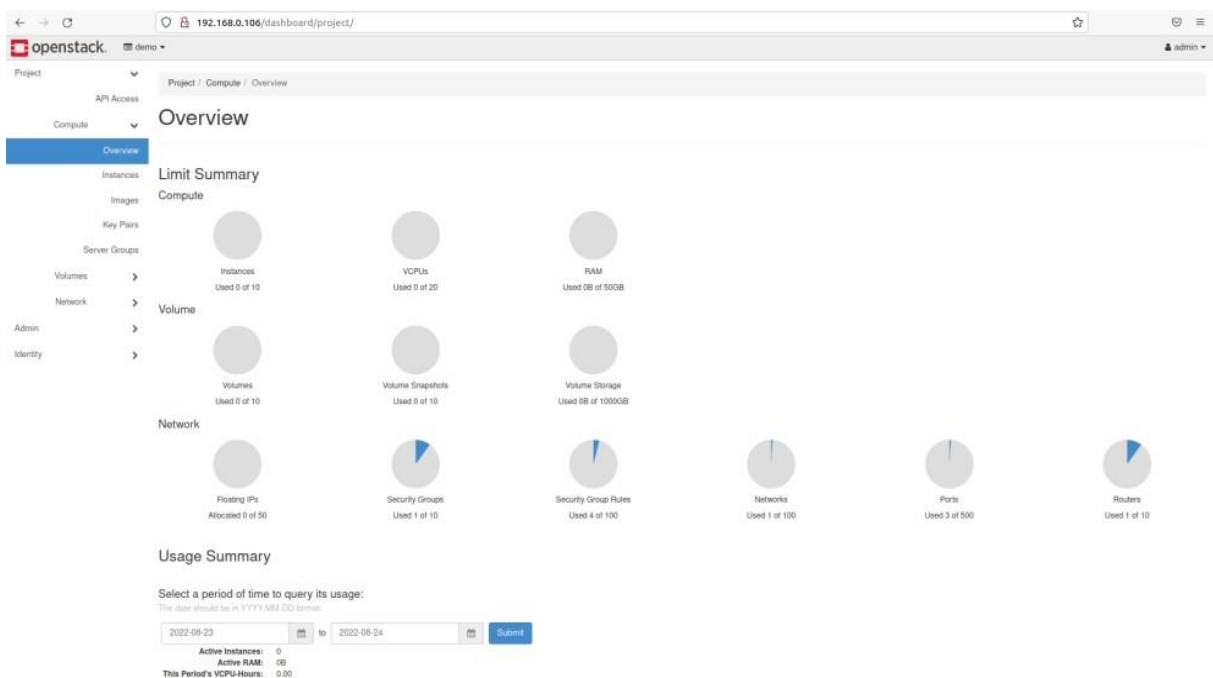 192.168.0.106/dashboard/project/
openstack. demo admin
Project
API Access
Compute
Overview
Instances
Images
Key Pairs
Server Groups
Volumes
Network
Admin
Identity
Project / Compute / Overview
Overview
Limit Summary
Compute
Instances
Used 0 of 10
VCPUs
Used 0 of 20
RAM
Used 0B of 50GB
Volume
Volumes
Used 0 of 10
Volume Snapshots
Used 0 of 10
Volume Storage
Used 0B of 1000GB
Network
Floating IPs
Allocated 0 of 50
Security Groups
Used 1 of 10
Security Group Rules
Used 4 of 100
Networks
Used 1 of 100
Ports
Used 3 of 500
Routers
Used 1 of 10
Usage Summary
Select a period of time to query its usage:
The date should be in YYYY-MM-DD format.
2022-08-23 to 2022-08-24 Submit
Active Instances: 0
Active RAM: 0B
This Period's VCPU-Hours: 0.00